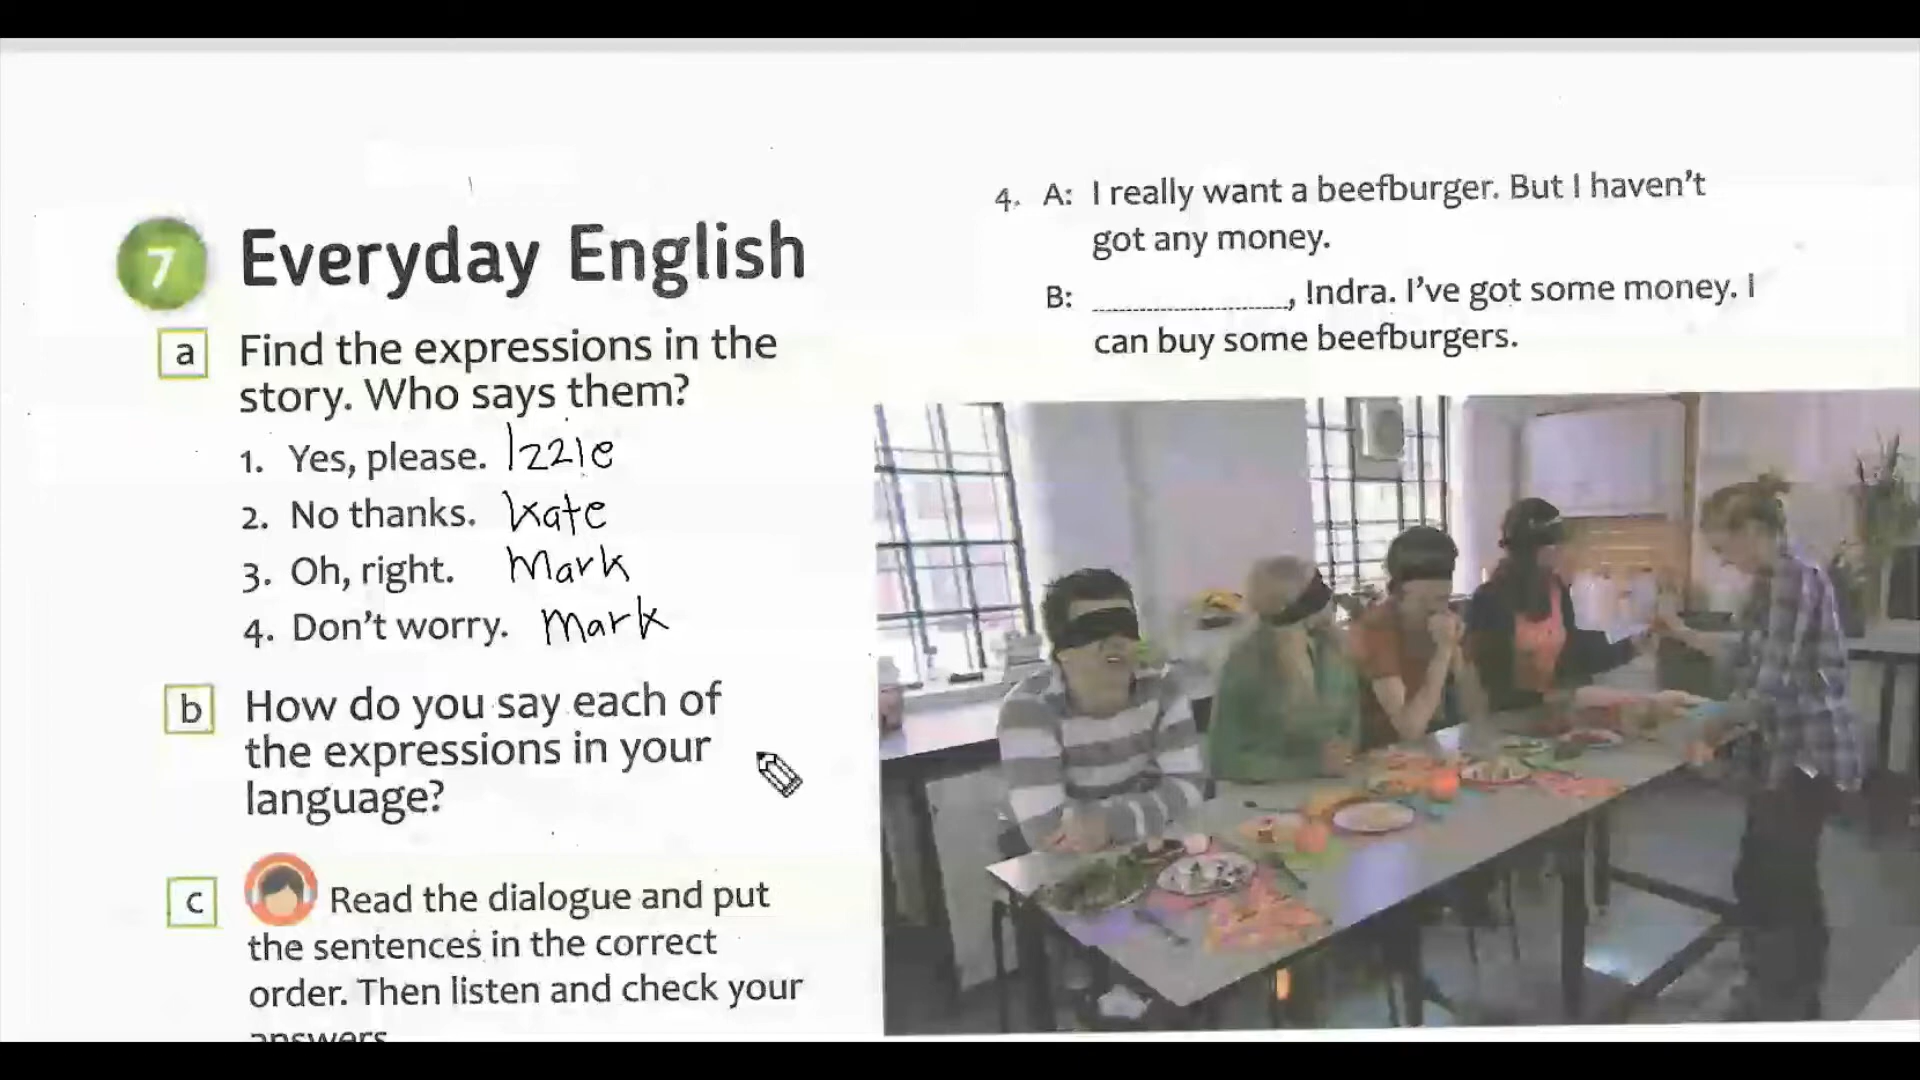 7 Everyday English
a Find the expressions in the
story. Who says them?
1. Yes, please. Izzie
2. No thanks. Kate
3. Oh, right. Mark
4. Don't worry. Mark
b How do you say each of
the expressions in your
language?
c Read the dialogue and put
the sentences in the correct
order. Then listen and check your
answers
4. A: I really want a beefburger. But I haven't
got any money.
B: ...................., Indra. I've got some money. I
can buy some beefburgers.